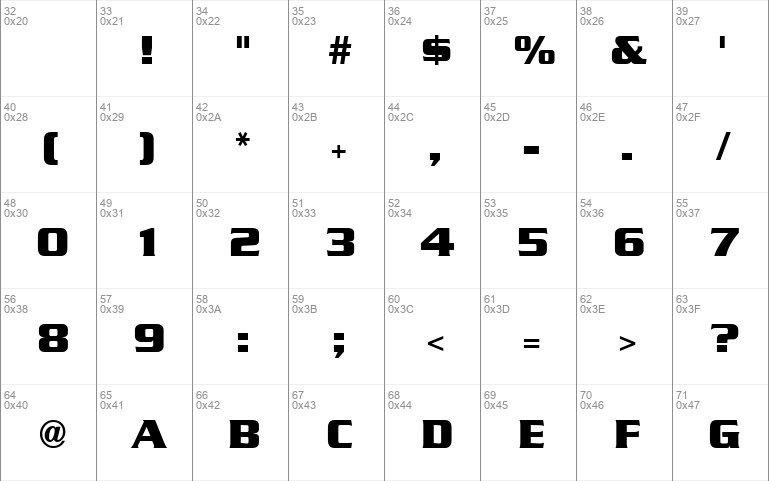 32 33 34 35 36 37 38 39
0x20 0x21 0x22 0x23 0x24 0x25 0x26 0x27
! " # $ % & '
40 41 42 43 44 45 46 47
0x28 0x29 0x2A 0x2B 0x2C 0x2D 0x2E 0x2F
( ) * + , - . /
48 49 50 51 52 53 54 55
0x30 0x31 0x32 0x33 0x34 0x35 0x36 0x37
0 1 2 3 4 5 6 7
56 57 58 59 60 61 62 63
0x38 0x39 0x3A 0x3B 0x3C 0x3D 0x3E 0x3F
8 9 : ; < = > ?
64 65 66 67 68 69 70 71
0x40 0x41 0x42 0x43 0x44 0x45 0x46 0x47
@ A B C D E F G